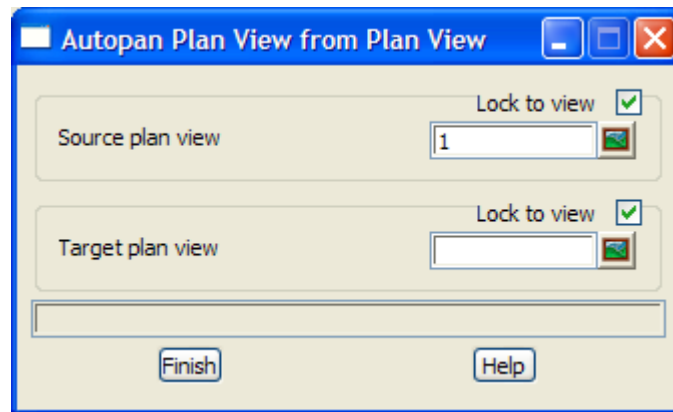 Autopan Plan View from Plan View
Lock to view
Source plan view
1
Lock to view
Target plan view
Finish
Help